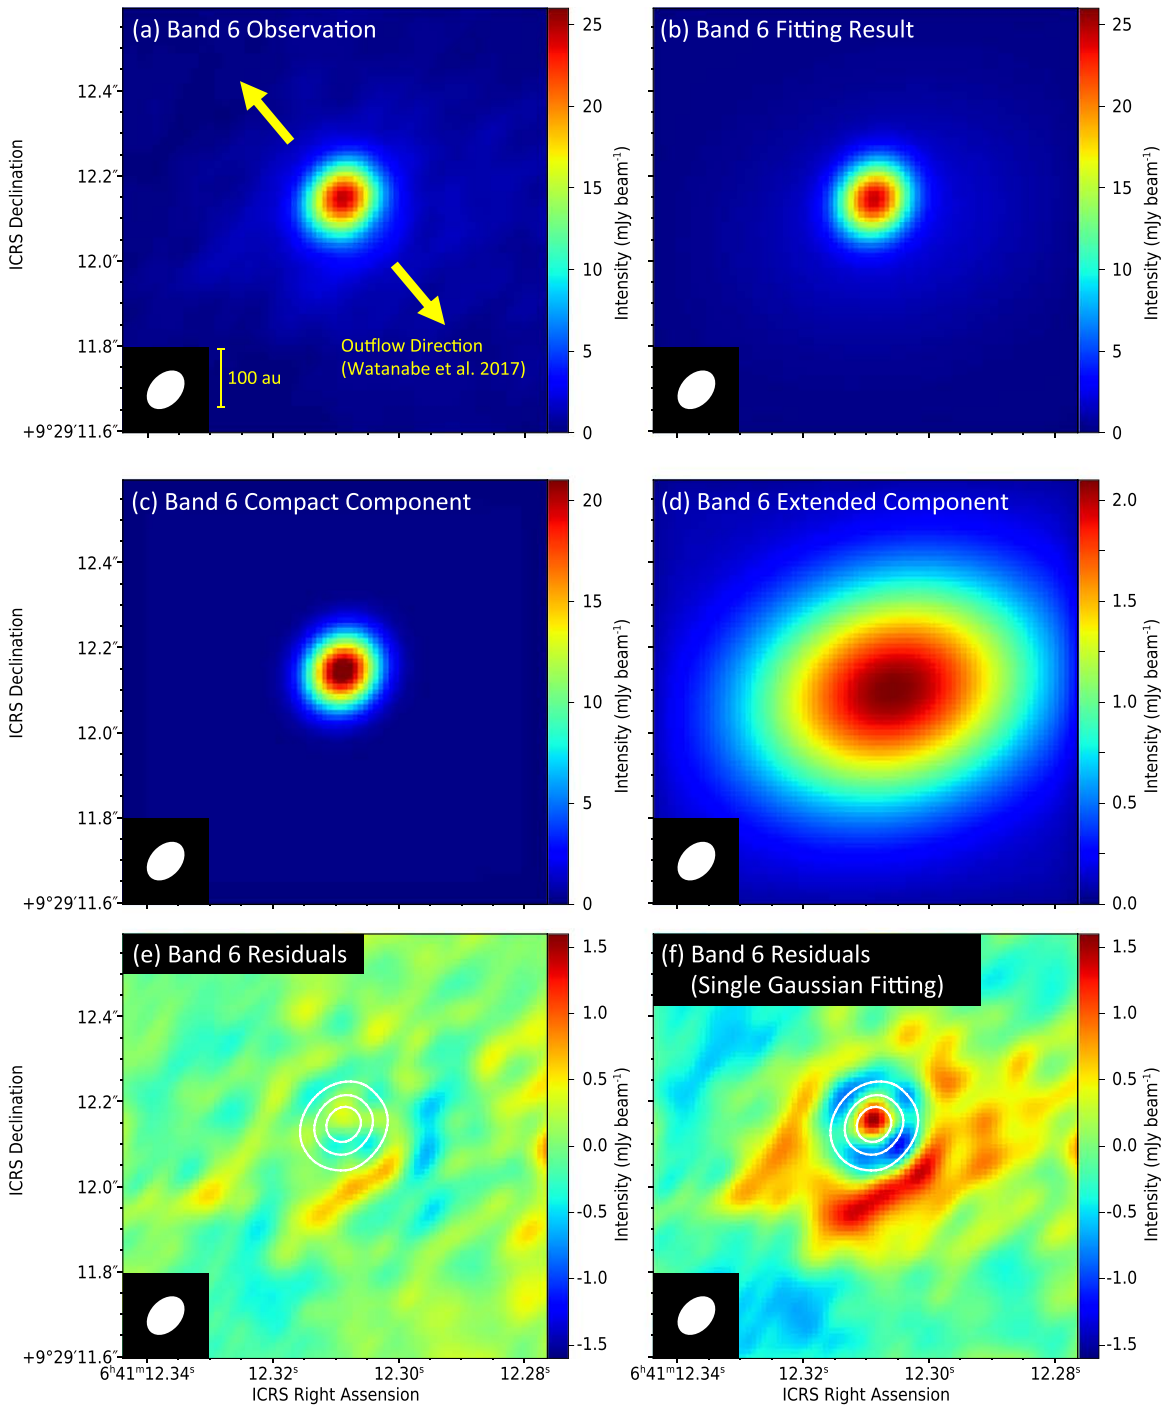 (a) Band 6 Observation
Outflow Direction
(Watanabe et al. 2017)
100 au
ICRS Declination
12.4″
12.2″
12.0″
11.8″
+9°29′11.6″
25
20
15
10
5
0
Intensity (mJy beam⁻¹)
(b) Band 6 Fitting Result
25
20
15
10
5
0
Intensity (mJy beam⁻¹)
(c) Band 6 Compact Component
ICRS Declination
12.4″
12.2″
12.0″
11.8″
+9°29′11.6″
20
15
10
5
0
Intensity (mJy beam⁻¹)
(d) Band 6 Extended Component
2.0
1.5
1.0
0.5
0.0
Intensity (mJy beam⁻¹)
(e) Band 6 Residuals
ICRS Declination
12.4″
12.2″
12.0″
11.8″
+9°29′11.6″
6ʰ41ᵐ12.34ˢ
12.32ˢ
12.30ˢ
12.28ˢ
ICRS Right Assension
1.5
1.0
0.5
0.0
-0.5
-1.0
-1.5
Intensity (mJy beam⁻¹)
(f) Band 6 Residuals
(Single Gaussian Fitting)
6ʰ41ᵐ12.34ˢ
12.32ˢ
12.30ˢ
12.28ˢ
ICRS Right Assension
1.5
1.0
0.5
0.0
-0.5
-1.0
-1.5
Intensity (mJy beam⁻¹)